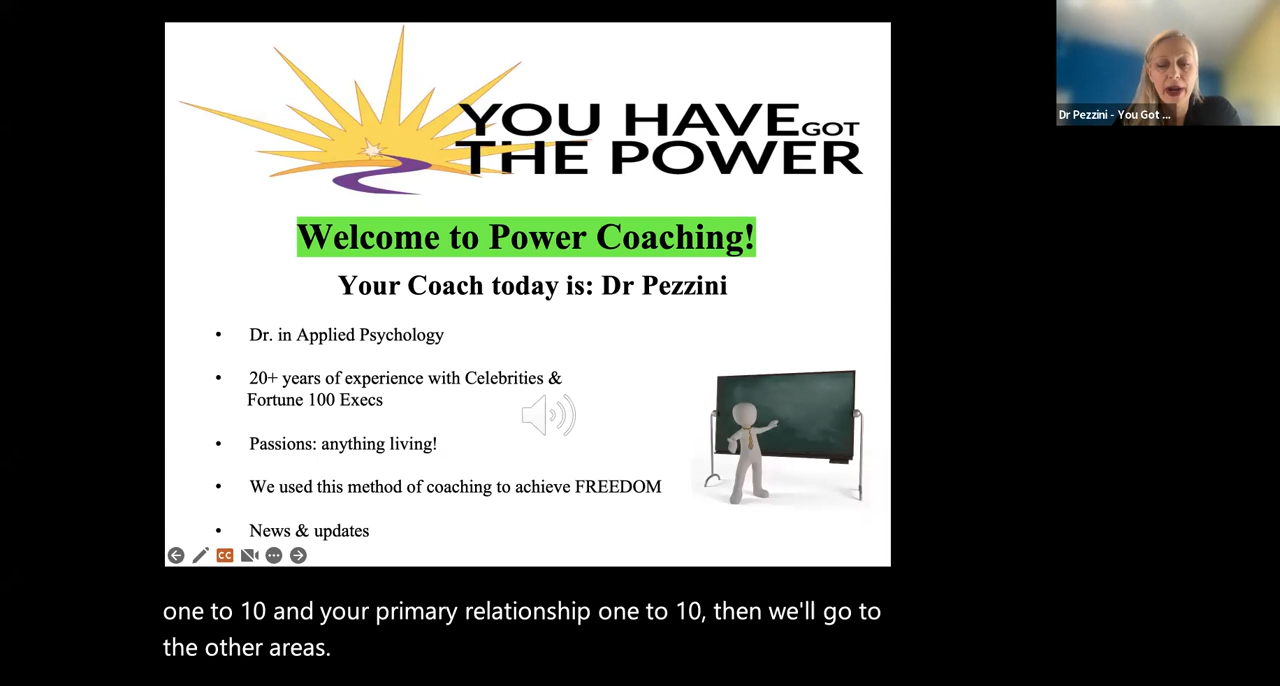 YOU HAVE GOT
THE POWER
Dr Pezzini - You Got ...
Welcome to Power Coaching!
Your Coach today is: Dr Pezzini
• Dr. in Applied Psychology
• 20+ years of experience with Celebrities &
Fortune 100 Execs
• Passions: anything living!
• We used this method of coaching to achieve FREEDOM
• News & updates
CC
one to 10 and your primary relationship one to 10, then we'll go to
the other areas.